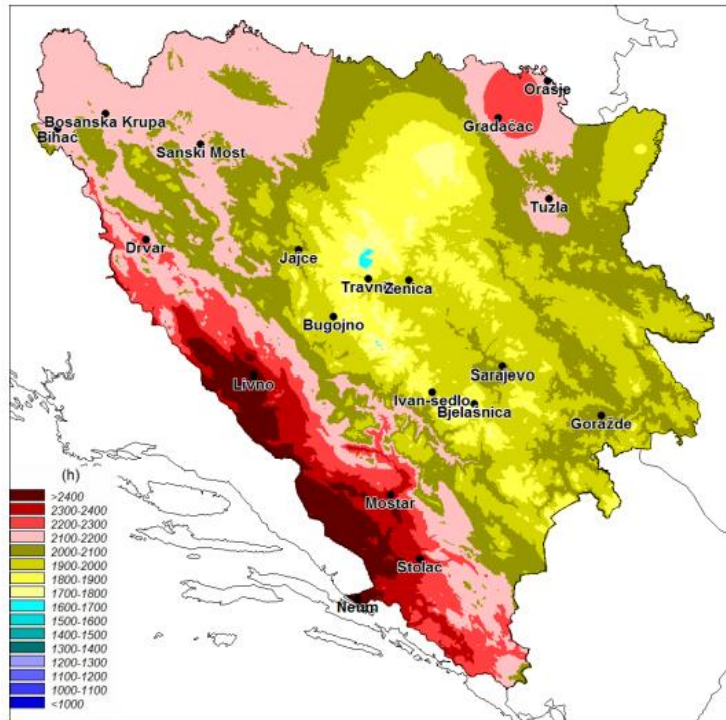 Orašje
Gradačac
Bosanska Krupa
Bihac
Sanski Most
Tuzla
Drvar
Jajce
Zenica
Bugojno
Sarajevo
Livno
Ivan-sedlo
Bjelašnica
Goražde
(h)
>2400
2300-2400
2200-2300
2100-2200
2000-2100
1900-2000
1800-1900
1700-1800
1600-1700
1500-1600
1400-1500
1300-1400
1200-1300
1100-1200
1000-1100
<1000
Mostar
Stolac
Neum